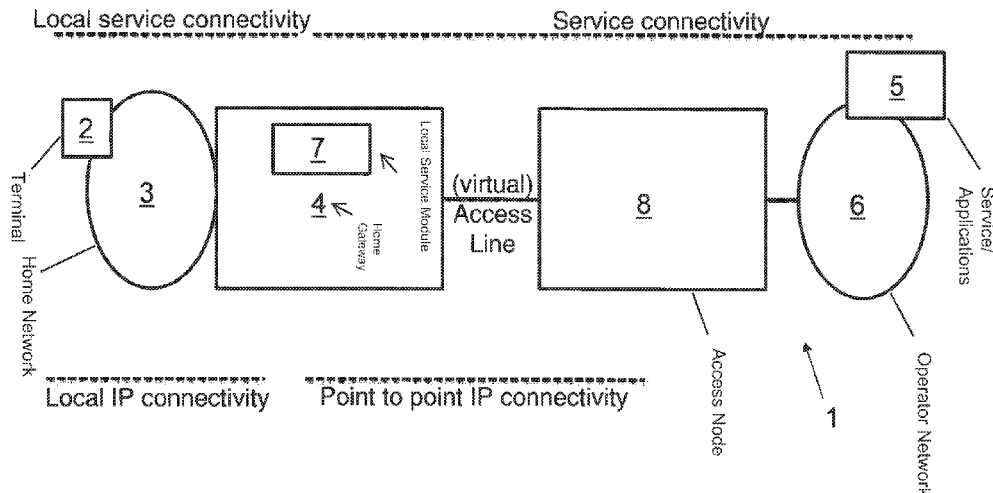 Local service connectivity
Service connectivity
5
2
7
Local Service Module
3
4
Home
Gateway
(virtual)
Access
Line
8
6
Service/
Applications
Terminal
Home Network
Access Node
Operator Network
1
Local IP connectivity
Point to point IP connectivity